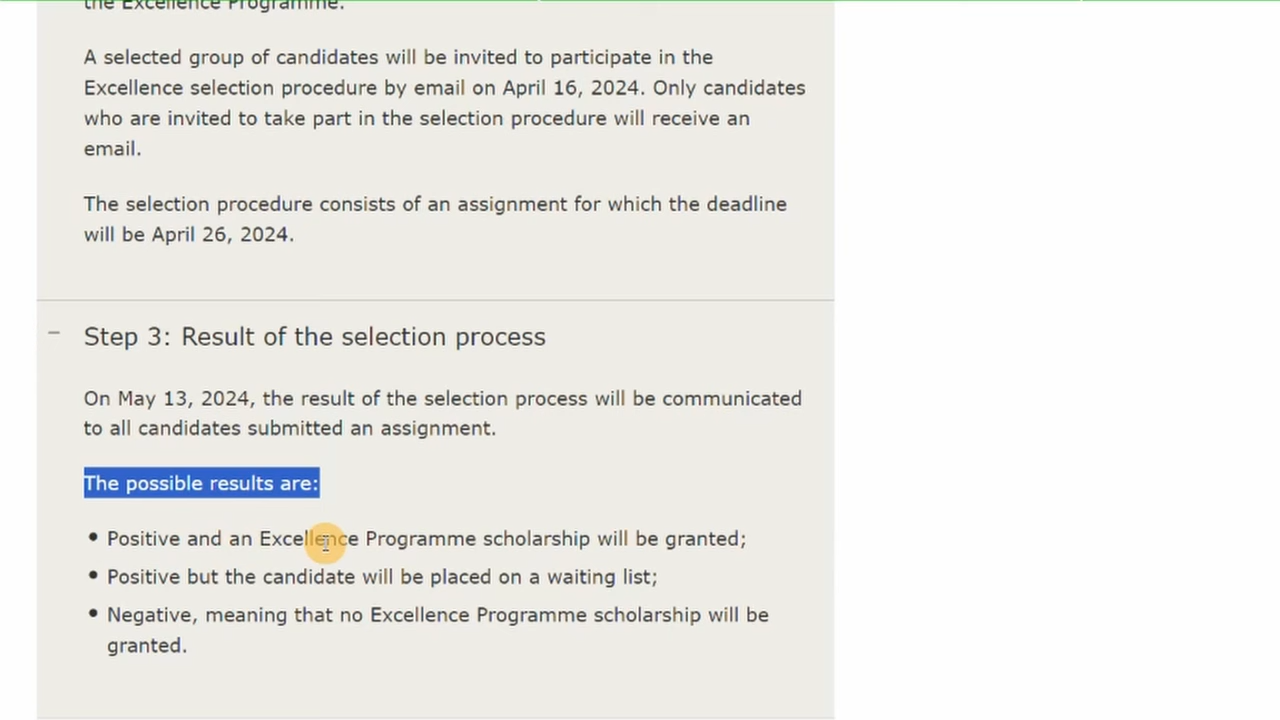 the Excellence Programme.
A selected group of candidates will be invited to participate in the
Excellence selection procedure by email on April 16, 2024. Only candidates
who are invited to take part in the selection procedure will receive an
email.
The selection procedure consists of an assignment for which the deadline
will be April 26, 2024.
Step 3: Result of the selection process
On May 13, 2024, the result of the selection process will be communicated
to all candidates submitted an assignment.
The possible results are:
• Positive and an Excellence Programme scholarship will be granted;
• Positive but the candidate will be placed on a waiting list;
• Negative, meaning that no Excellence Programme scholarship will be
granted.